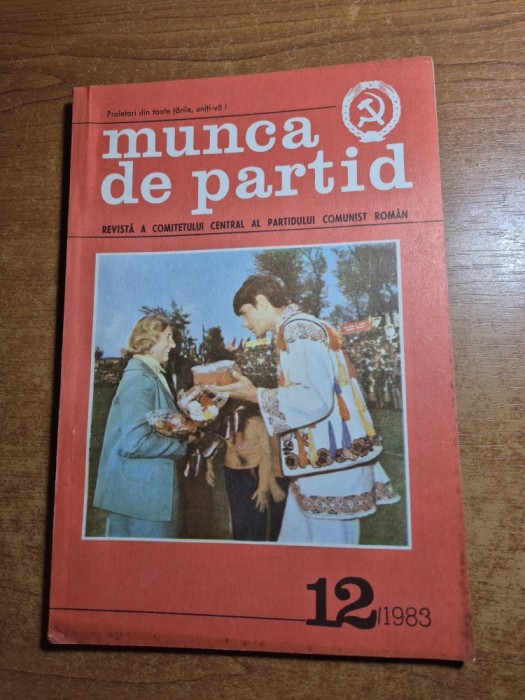 Proletari din toate țările, uniți-vă !
munca
de partid
REVISTĂ A COMITETULUI CENTRAL AL PARTIDULUI COMUNIST ROMÂN
12/1983